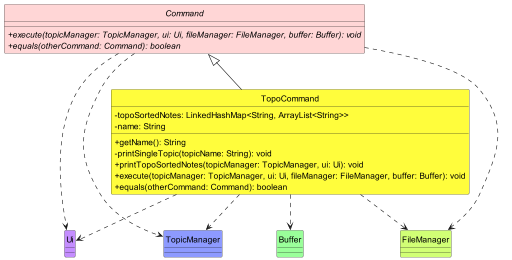 Command
+execute(topicManager: TopicManager, ui: Ui, fileManager: FileManager, buffer: Buffer): void
+equals(otherCommand: Command): boolean
TopoCommand
-topoSortedNotes: LinkedHashMap<String, ArrayList<String>>
-name: String
+getName(): String
-printSingleTopic(topicName: String): void
+printTopoSortedNotes(topicManager: TopicManager, ui: Ui): void
+execute(topicManager: TopicManager, ui: Ui, fileManager: FileManager, buffer: Buffer): void
+equals(otherCommand: Command): boolean
Ui
TopicManager
Buffer
FileManager